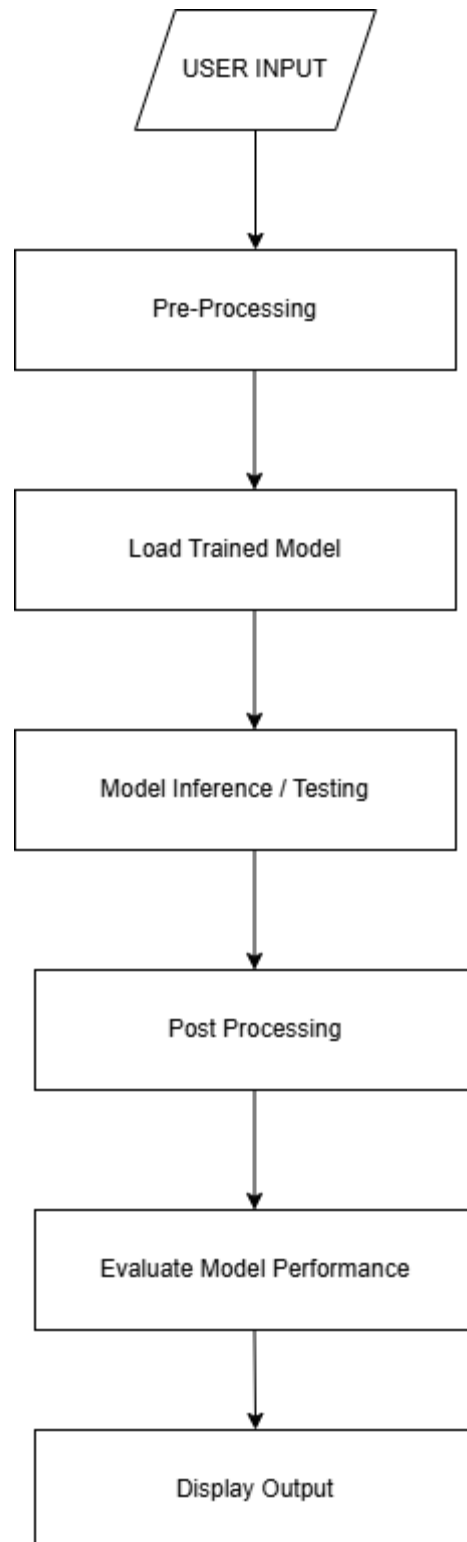 USER INPUT
Pre-Processing
Load Trained Model
Model Inference / Testing
Post Processing
Evaluate Model Performance
Display Output